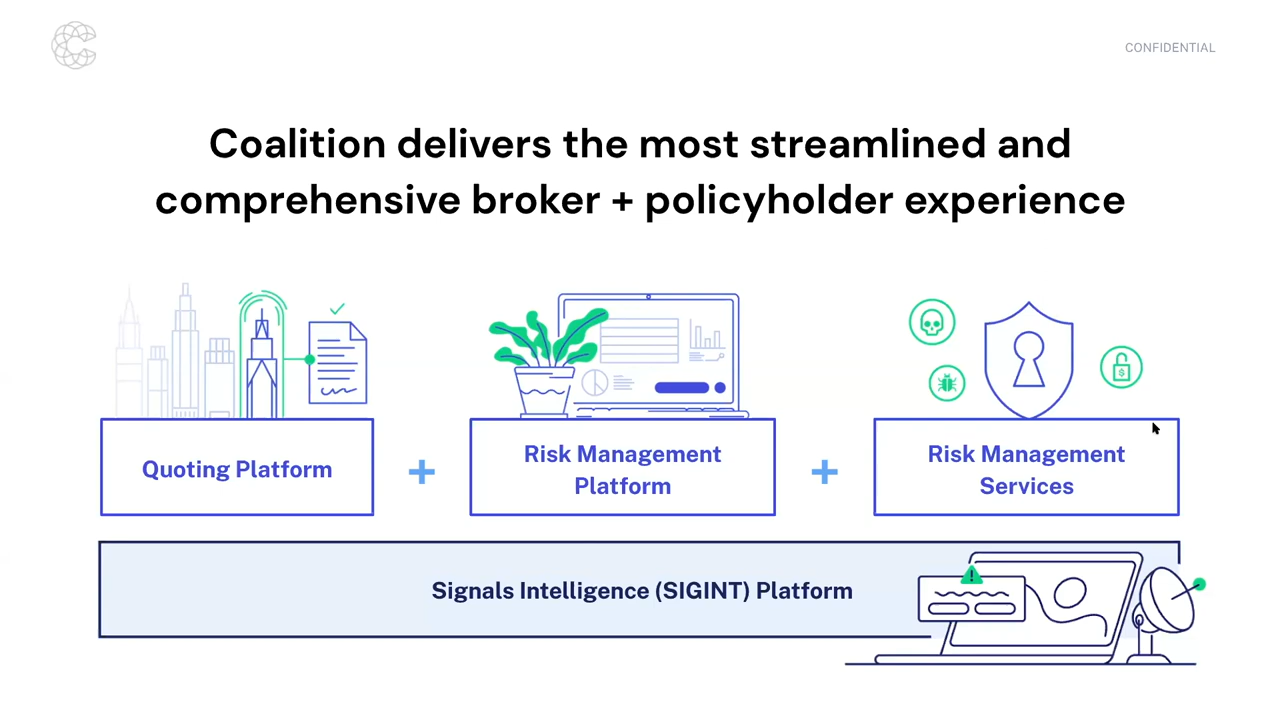 CONFIDENTIAL
Coalition delivers the most streamlined and
comprehensive broker + policyholder experience
Quoting Platform
+
Risk Management
Platform
+
Risk Management
Services
Signals Intelligence (SIGINT) Platform